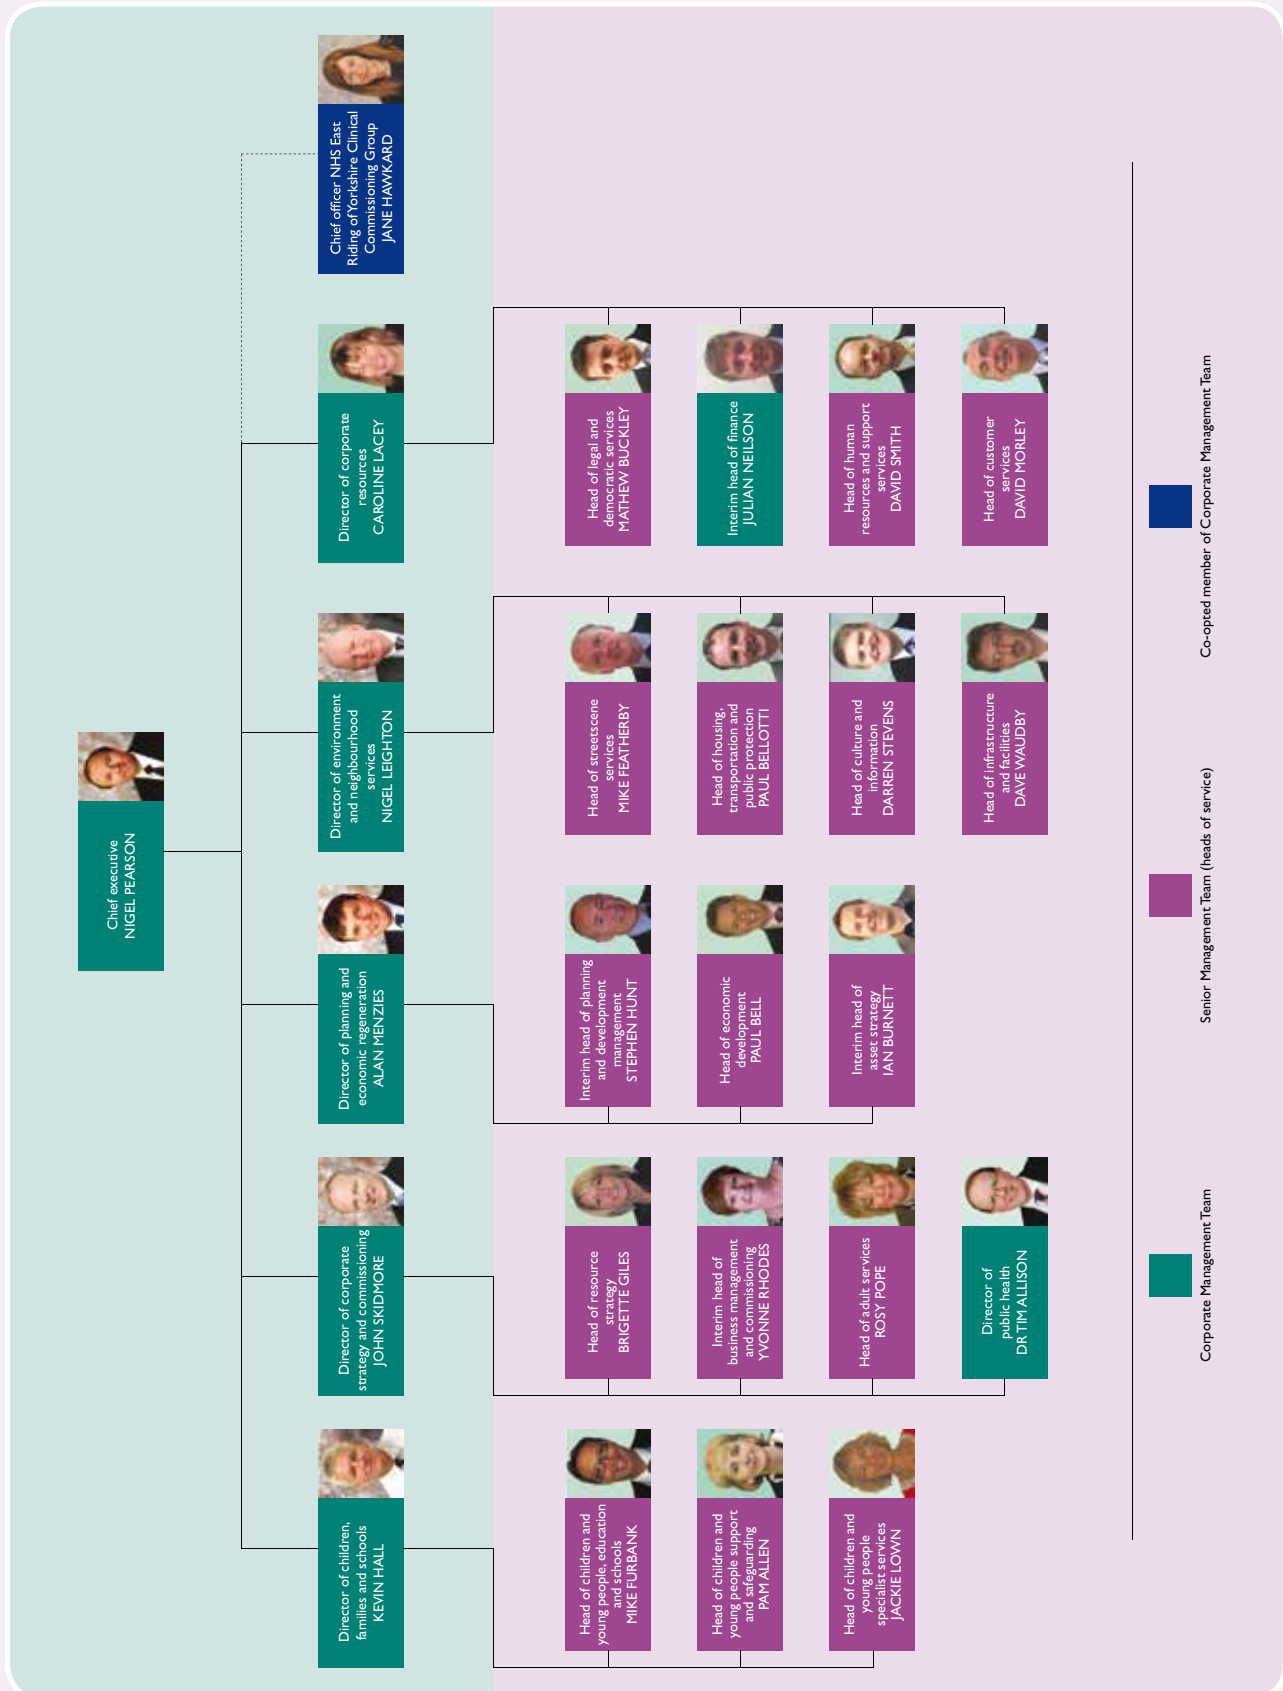 Chief executive
NIGEL PEARSON
Director of children,
families and schools
KEVIN HALL
Director of corporate
strategy and commissioning
JOHN SKIDMORE
Director of planning and
economic regeneration
ALAN MENZIES
Director of environment
and neighbourhood
services
NIGEL LEIGHTON
Director of corporate
resources
CAROLINE LACEY
Chief officer NHS East
Riding of Yorkshire Clinical
Commissioning Group
JANE HAWKARD
Head of children and
young people, education
and schools
MIKE FURBANK
Head of resource
strategy
BRIGETTE GILES
Interim head of planning
and development
management
STEPHEN HUNT
Head of streetscene
services
MIKE FEATHERBY
Head of legal and
democratic services
MATHEW BUCKLEY
Head of children and
young people support
and safeguarding
PAM ALLEN
Interim head of
business management
and commissioning
YVONNE RHODES
Head of economic
development
PAUL BELL
Head of housing,
transportation and
public protection
PAUL BELLOTTI
Interim head of finance
JULIAN NEILSON
Head of children and
young people
specialist services
JACKIE LOWN
Head of adult services
ROSY POPE
Interim head of
asset strategy
IAN BURNETT
Head of culture and
information
DARREN STEVENS
Head of human
resources and support
services
DAVID SMITH
Director of
public health
DR TIM ALLISON
Head of infrastructure
and facilities
DAVE WAUDBY
Head of customer
services
DAVID MORLEY
Corporate Management Team
Senior Management Team (heads of service)
Co-opted member of Corporate Management Team